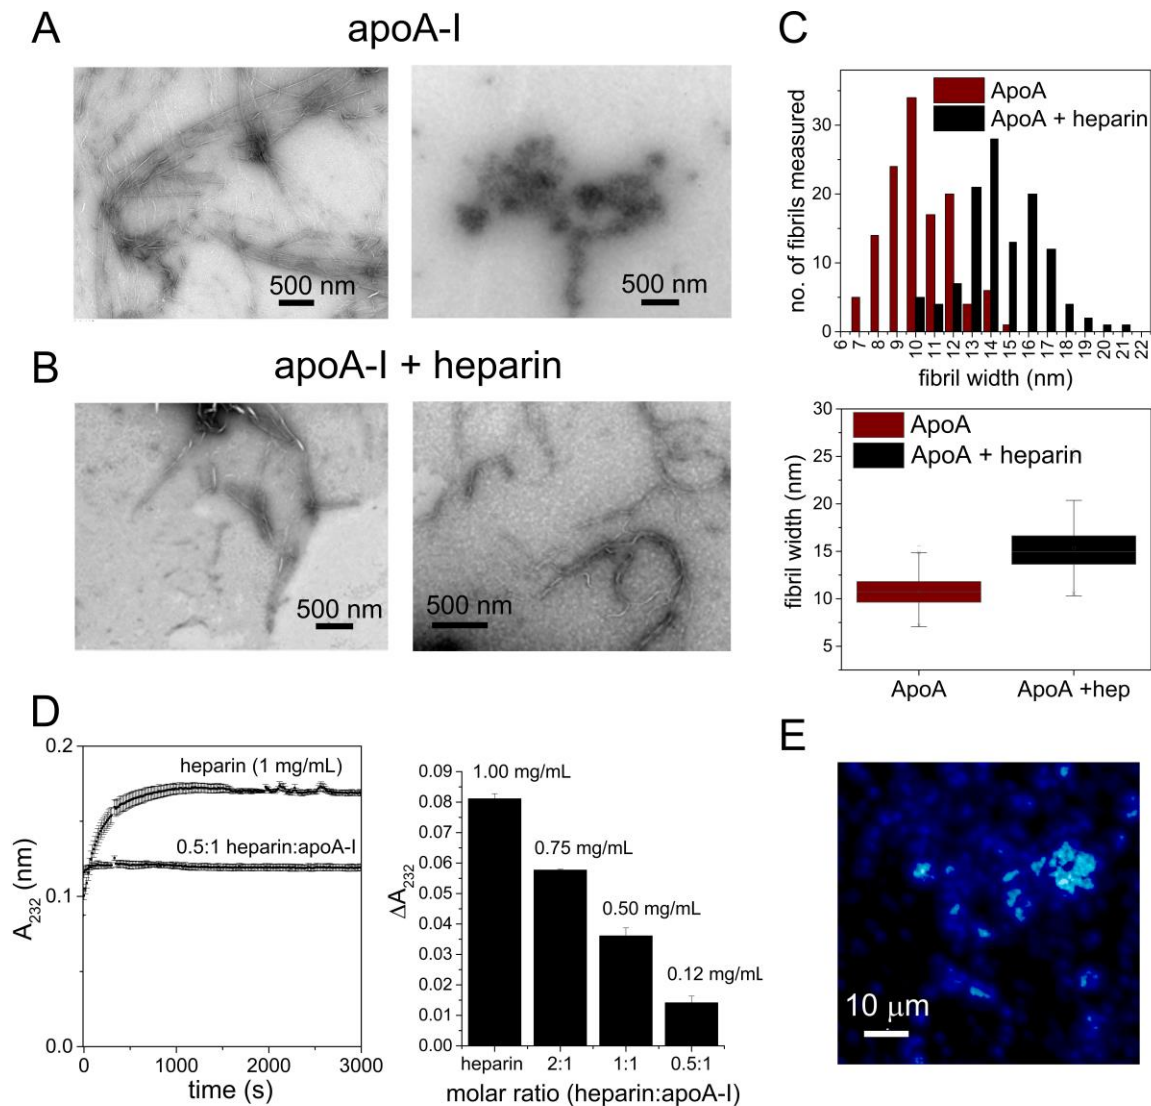 A
apoA-I
500 nm
500 nm
B
apoA-I + heparin
500 nm
500 nm
C
ApoA
ApoA + heparin
no. of fibrils measured
30
20
10
0
6 7 8 9 10 11 12 13 14 15 16 17 18 19 20 21 22
fibril width (nm)
ApoA
ApoA + heparin
fibril width (nm)
30
25
20
15
10
5
ApoA
ApoA +hep
D
A232 (nm)
0.2
0.1
0.0
heparin (1 mg/mL)
0.5:1 heparin:apoA-I
0 1000 2000 3000
time (s)
ΔA232
0.09
0.08
0.07
0.06
0.05
0.04
0.03
0.02
0.01
0.00
1.00 mg/mL
0.75 mg/mL
0.50 mg/mL
0.12 mg/mL
heparin 2:1 1:1 0.5:1
molar ratio (heparin:apoA-I)
E
10 μm